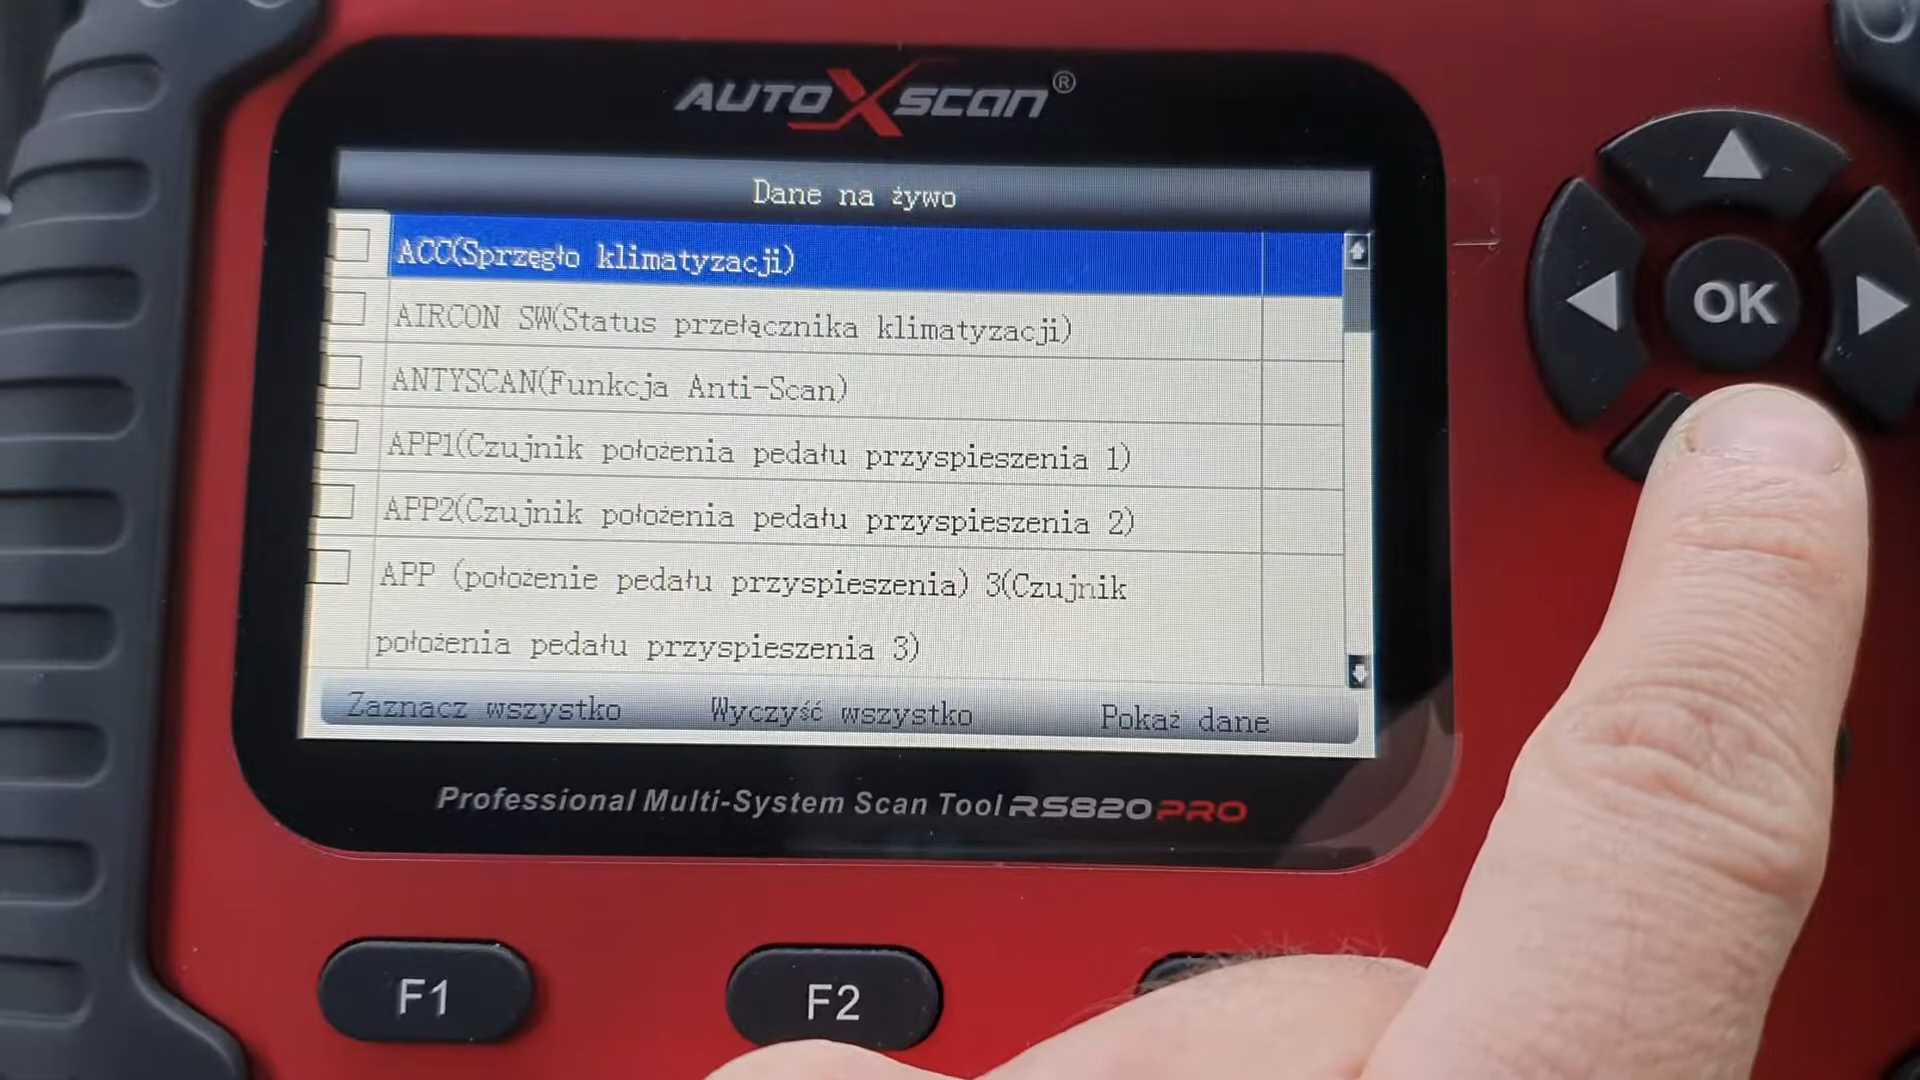 AUTOXSCAN®
Dane na żywo
ACC(Sprzęgło klimatyzacji)
AIRCON SW(Status przełącznika klimatyzacji)
ANTYSCAN(Funkcja Anti-Scan)
APP1(Czujnik położenia pedału przyspieszenia 1)
APP2(Czujnik położenia pedału przyspieszenia 2)
APP (położenie pedału przyspieszenia) 3(Czujnik
położenia pedału przyspieszenia 3)
Zaznacz wszystko Wyczyść wszystko Pokaż dane
Professional Multi-System Scan Tool RS820PRO
OK
F1 F2